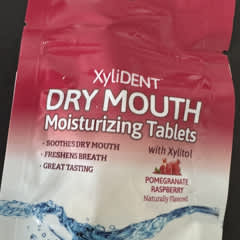 XyliDENT
DRY MOUTH
Moisturizing Tablets
with Xylitol
• SOOTHES DRY MOUTH
• FRESHENS BREATH
• GREAT TASTING
POMEGRANATE
RASPBERRY
Naturally Flavored